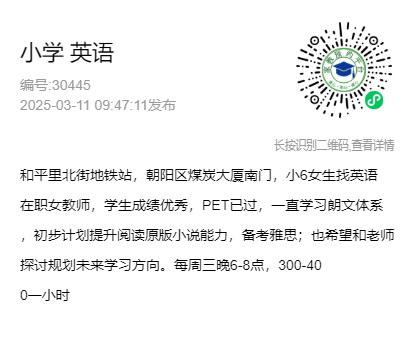 小学 英语
编号:30445
2025-03-11 09:47:11发布
长按识别二维码,查看详情
和平里北街地铁站，朝阳区煤炭大厦南门，小6女生找英语
在职女教师，学生成绩优秀，PET已过，一直学习朗文体系
，初步计划提升阅读原版小说能力，备考雅思；也希望和老师
探讨规划未来学习方向。每周三晚6-8点，300-40
0一小时